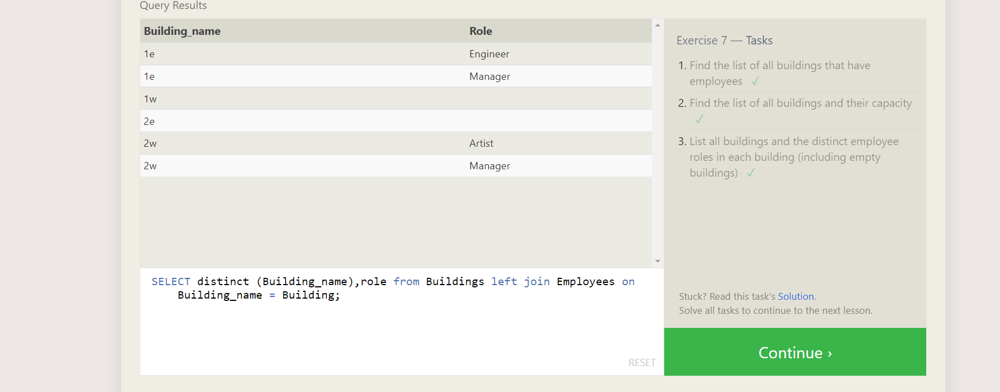 Query Results
Building_name Role
1e Engineer
1e Manager
1w
2e
2w Artist
2w Manager
SELECT distinct (Building_name),role from Buildings left join Employees on
Building_name = Building;
RESET
Exercise 7 — Tasks
1. Find the list of all buildings that have
employees ✓
2. Find the list of all buildings and their capacity
✓
3. List all buildings and the distinct employee
roles in each building (including empty
buildings) ✓
Stuck? Read this task's Solution.
Solve all tasks to continue to the next lesson.
Continue ›